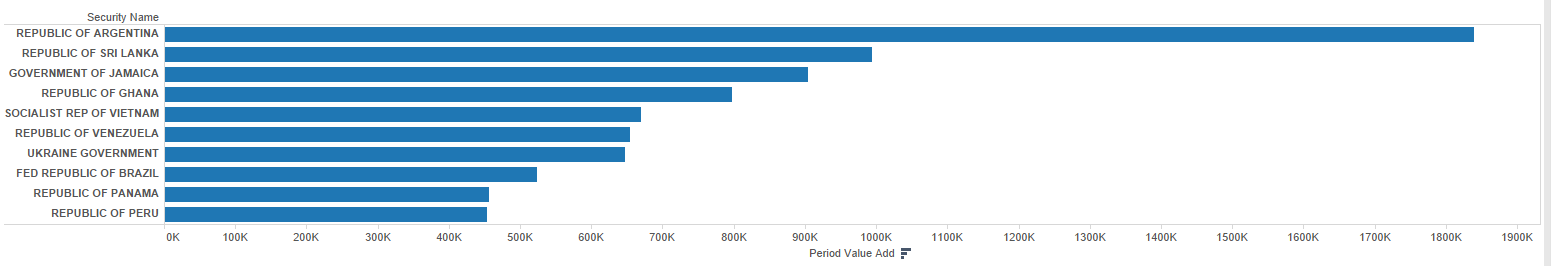 Security Name
REPUBLIC OF ARGENTINA
REPUBLIC OF SRI LANKA
GOVERNMENT OF JAMAICA
REPUBLIC OF GHANA
SOCIALIST REP OF VIETNAM
REPUBLIC OF VENEZUELA
UKRAINE GOVERNMENT
FED REPUBLIC OF BRAZIL
REPUBLIC OF PANAMA
REPUBLIC OF PERU
0K 100K 200K 300K 400K 500K 600K 700K 800K 900K 1000K 1100K 1200K 1300K 1400K 1500K 1600K 1700K 1800K 1900K
Period Value Add